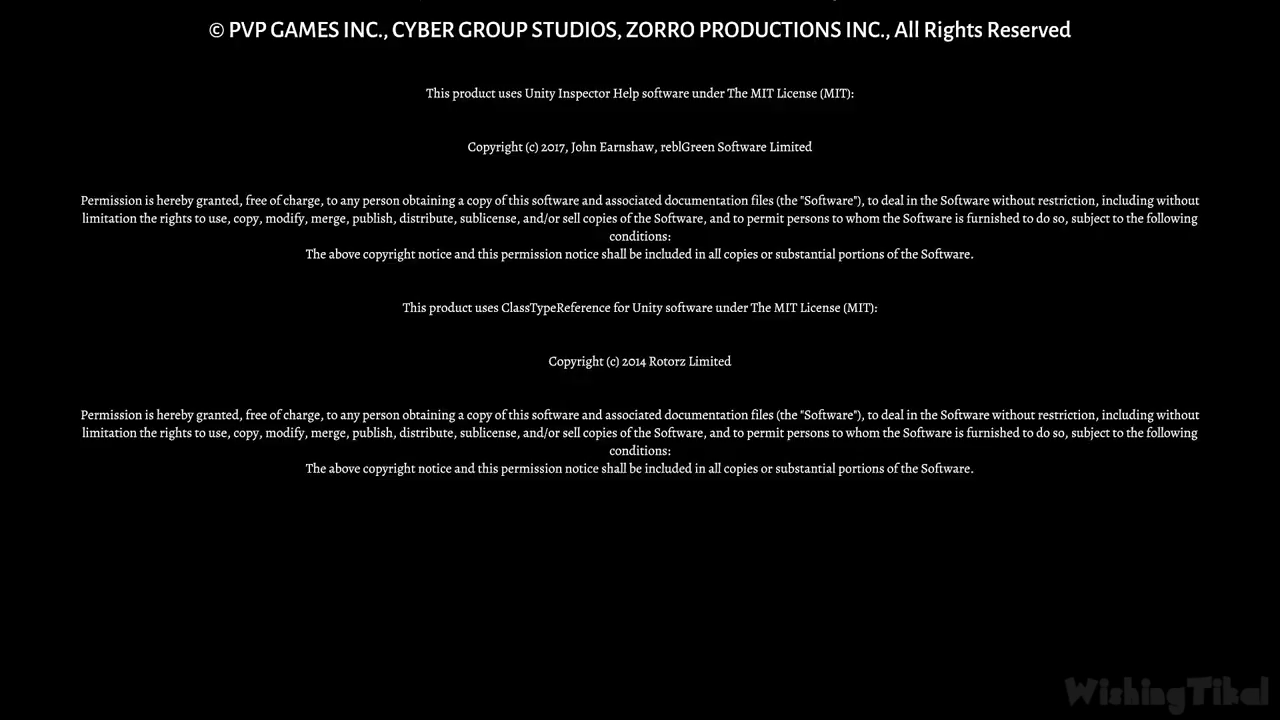 © PVP GAMES INC., CYBER GROUP STUDIOS, ZORRO PRODUCTIONS INC., All Rights Reserved
This product uses Unity Inspector Help software under The MIT License (MIT):
Copyright (c) 2017, John Earnshaw, reblGreen Software Limited
Permission is hereby granted, free of charge, to any person obtaining a copy of this software and associated documentation files (the "Software"), to deal in the Software without restriction, including without
limitation the rights to use, copy, modify, merge, publish, distribute, sublicense, and/or sell copies of the Software, and to permit persons to whom the Software is furnished to do so, subject to the following
conditions:
The above copyright notice and this permission notice shall be included in all copies or substantial portions of the Software.
This product uses ClassTypeReference for Unity software under The MIT License (MIT):
Copyright (c) 2014 Rotorz Limited
Permission is hereby granted, free of charge, to any person obtaining a copy of this software and associated documentation files (the "Software"), to deal in the Software without restriction, including without
limitation the rights to use, copy, modify, merge, publish, distribute, sublicense, and/or sell copies of the Software, and to permit persons to whom the Software is furnished to do so, subject to the following
conditions:
The above copyright notice and this permission notice shall be included in all copies or substantial portions of the Software.
WishingTikal